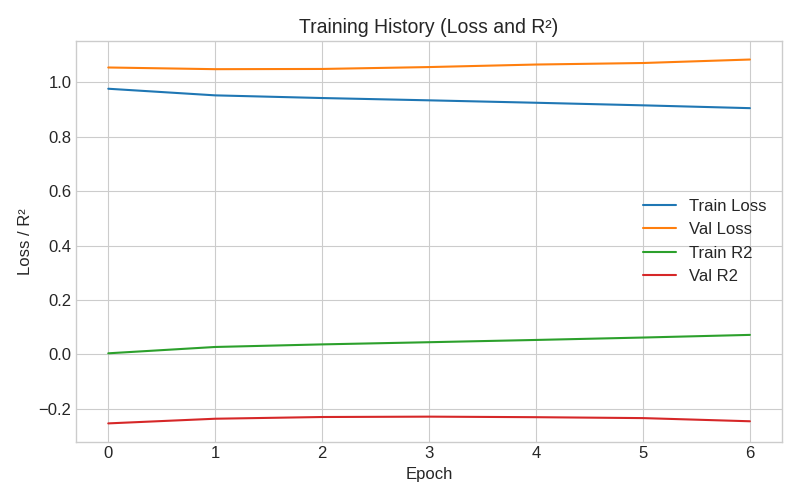 Training History (Loss and R²)
Loss / R²
1.0
0.8
0.6
0.4
0.2
0.0
−0.2
Train Loss
Val Loss
Train R2
Val R2
0 1 2 3 4 5 6
Epoch